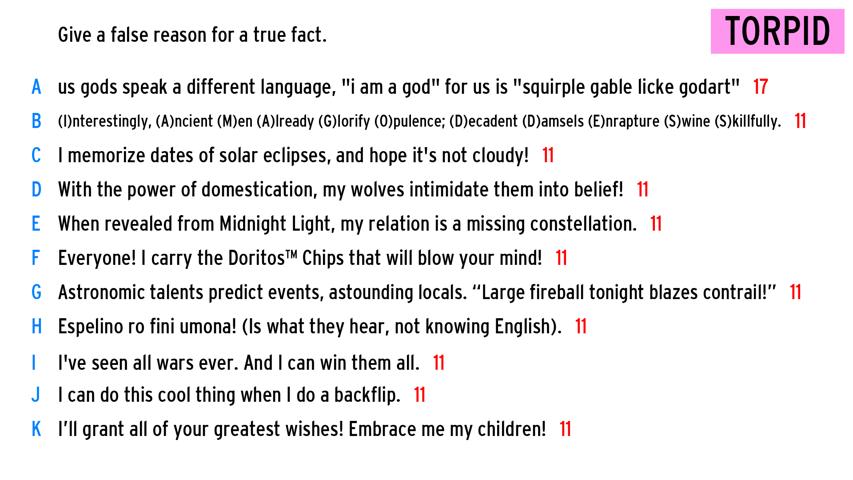 Give a false reason for a true fact.
TORPID
A us gods speak a different language, "i am a god" for us is "squirple gable licke godart" 17
B (I)nterestingly, (A)ncient (M)en (A)lready (G)lorify (O)pulence; (D)ecadent (D)amsels (E)nrapture (S)wine (S)killfully. 11
C I memorize dates of solar eclipses, and hope it's not cloudy! 11
D With the power of domestication, my wolves intimidate them into belief! 11
E When revealed from Midnight Light, my relation is a missing constellation. 11
F Everyone! I carry the Doritos™ Chips that will blow your mind! 11
G Astronomic talents predict events, astounding locals. “Large fireball tonight blazes contrail!” 11
H Espelino ro fini umona! (Is what they hear, not knowing English). 11
I I've seen all wars ever. And I can win them all. 11
J I can do this cool thing when I do a backflip. 11
K I’ll grant all of your greatest wishes! Embrace me my children! 11